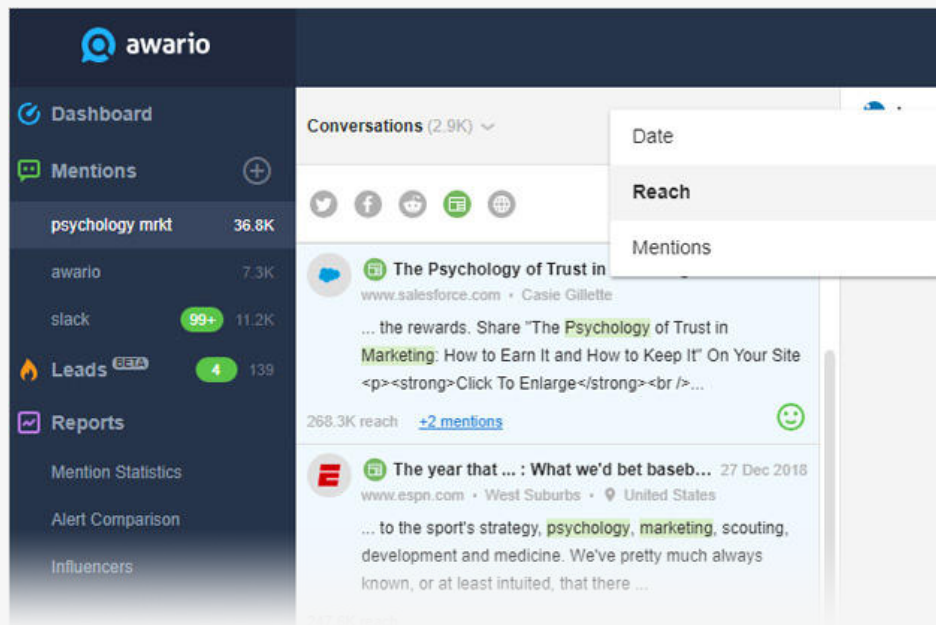 awario
Dashboard
Mentions
psychology mrkt 36.8K
awario 7.3K
slack 99+ 11.2K
Leads BETA 4 139
Reports
Mention Statistics
Alert Comparison
Influencers
Conversations (2.9K)
Date
Reach
Mentions
The Psychology of Trust in
www.salesforce.com • Casie Gillette
... the rewards. Share "The Psychology of Trust in
Marketing: How to Earn It and How to Keep It" On Your Site
<p><strong>Click To Enlarge</strong><br />...
268.3K reach +2 mentions
The year that ... : What we'd bet baseb... 27 Dec 2018
www.espn.com • West Suburbs • United States
... to the sport's strategy, psychology, marketing, scouting,
development and medicine. We've pretty much always
known, or at least intuited, that there ...